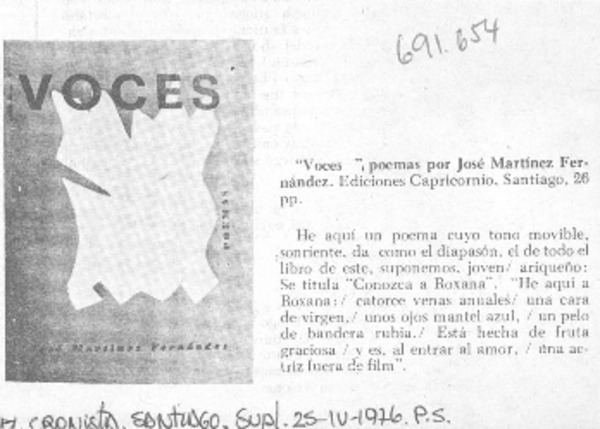 691.654
VOCES
POEMAS
José Martínez Fernández
"Voces ", poemas por José Martínez Fer-
nández. Ediciones Capricornio, Santiago, 26
pp.
He aquí un poema cuyo tono movible,
sonriente, da como el diapasón, el de todo el
libro de este, suponemos, joven/ ariqueño:
Se titula "Conozca a Roxana". "He aquí a
Roxana:/ catorce venas anuales/ una cara
de virgen,/ unos ojos mantel azul, / un pelo
de bandera rubia./ Está hecha de fruta
graciosa / y es, al entrar al amor, / una ac-
triz fuera de film".
CRONISTA, SANTIAGO, SUPL. 25-IV-1976. P.S.